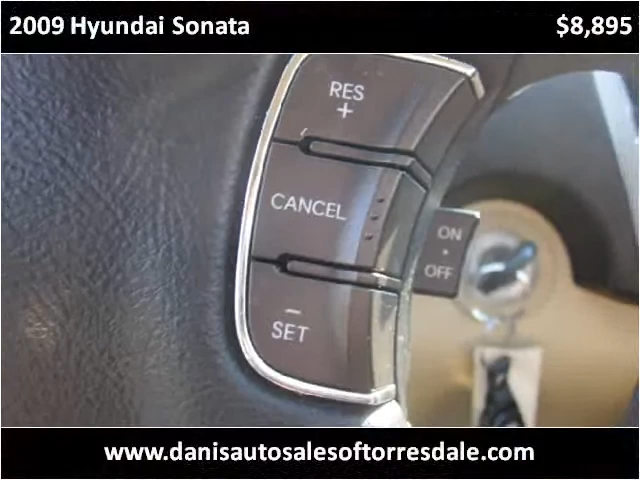 2009 Hyundai Sonata $8,895
RES
+
CANCEL
ON
OFF
−
SET
www.danisautosalesoftorresdale.com